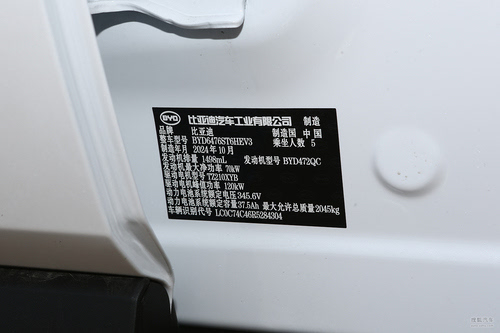 BYD 比亚迪汽车工业有限公司 制造
品牌 比亚迪 制造国 中国
整车型号 BYD6476ST6HEV3 乘坐人数 5
制造年月 2024年10月
发动机排量 1498mL 发动机型号 BYD472QC
发动机最大净功率 70kW
驱动电机型号 TZ210XYB
驱动电机峰值功率 120kW
动力电池系统额定电压 345.6V
动力电池系统额定容量 37.5Ah 最大允许总质量 2045kg
车辆识别代号 LC0C74C46R5284304